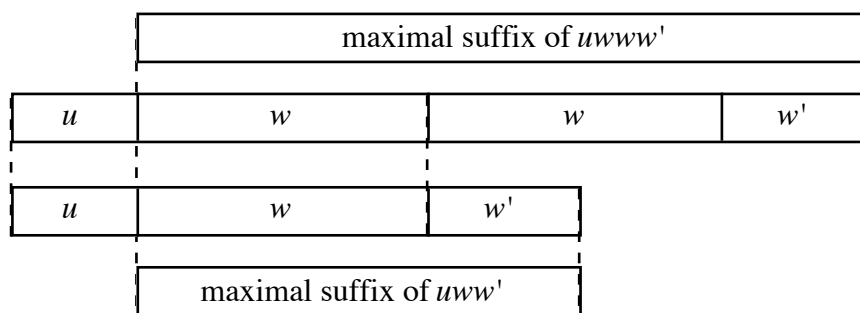 maximal suffix of uwww'
u w w w'
u w w'
maximal suffix of uww'